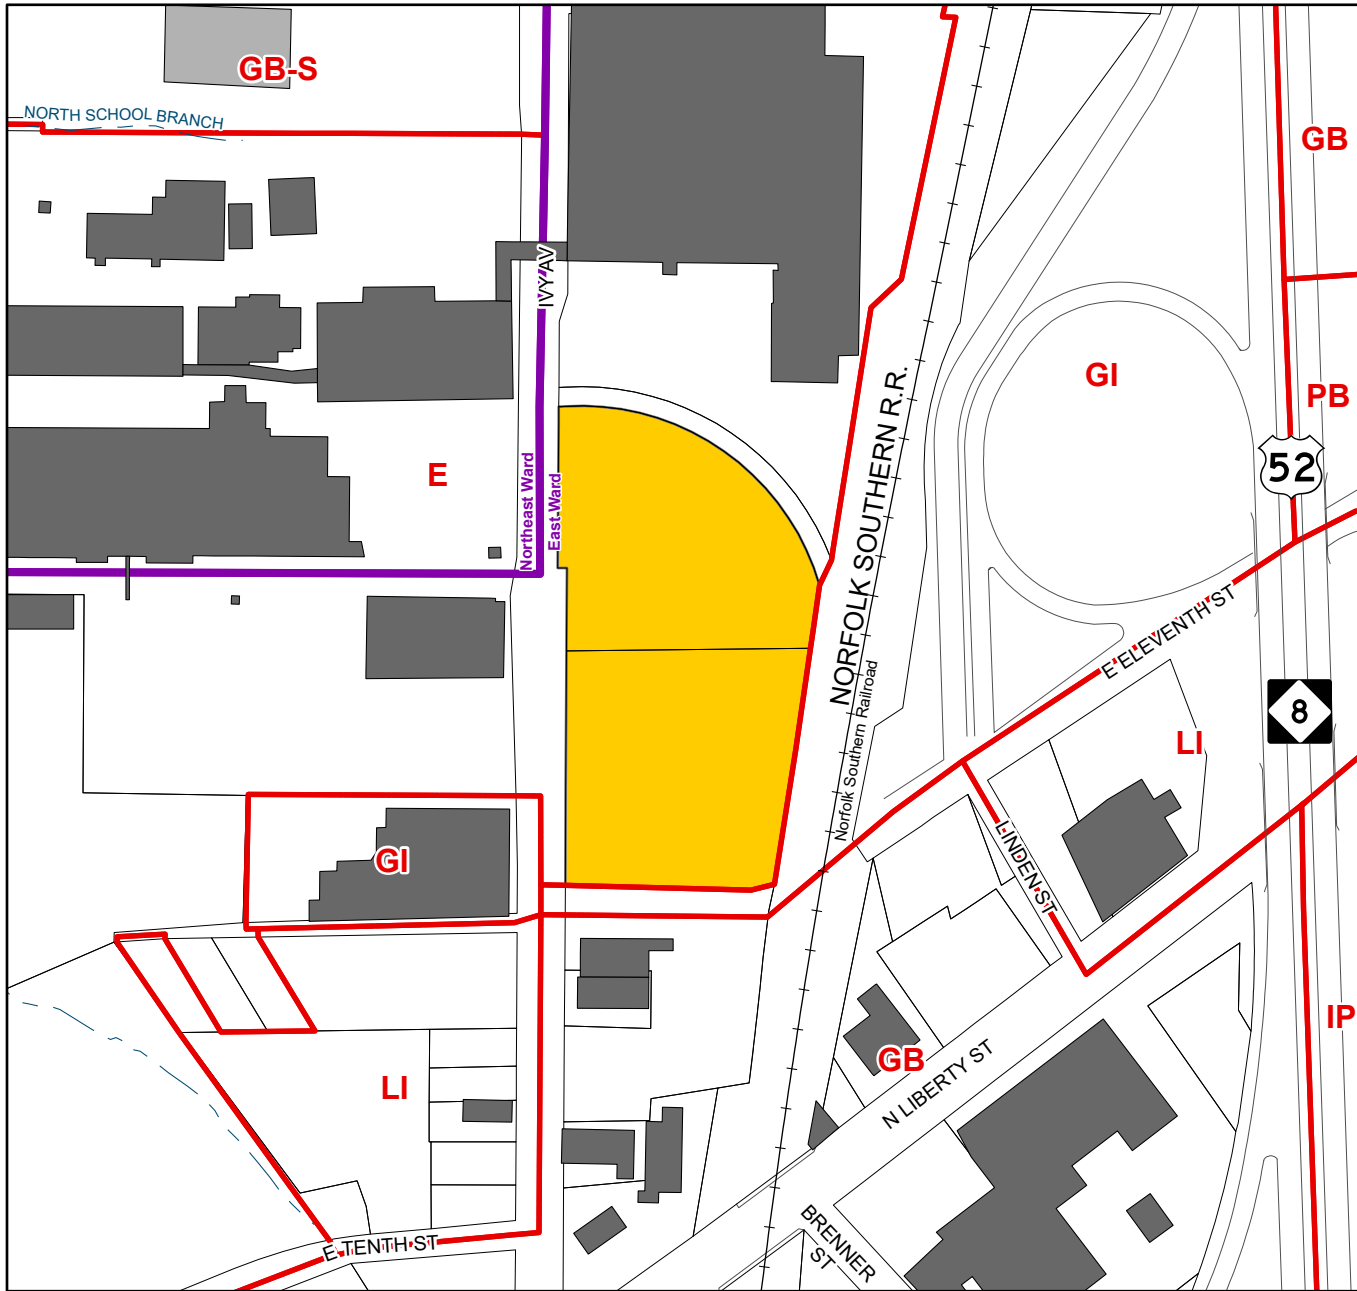 GB-S
NORTH SCHOOL BRANCH
GB
IVY AV
GI
PB
NORFOLK SOUTHERN R.R.
52
E
Northeast Ward
East Ward
E ELEVENTH ST
Norfolk Southern Railroad
8
LI
LINDEN ST
GI
IP
GB
N LIBERTY ST
LI
BRENNER
ST
E TENTH ST